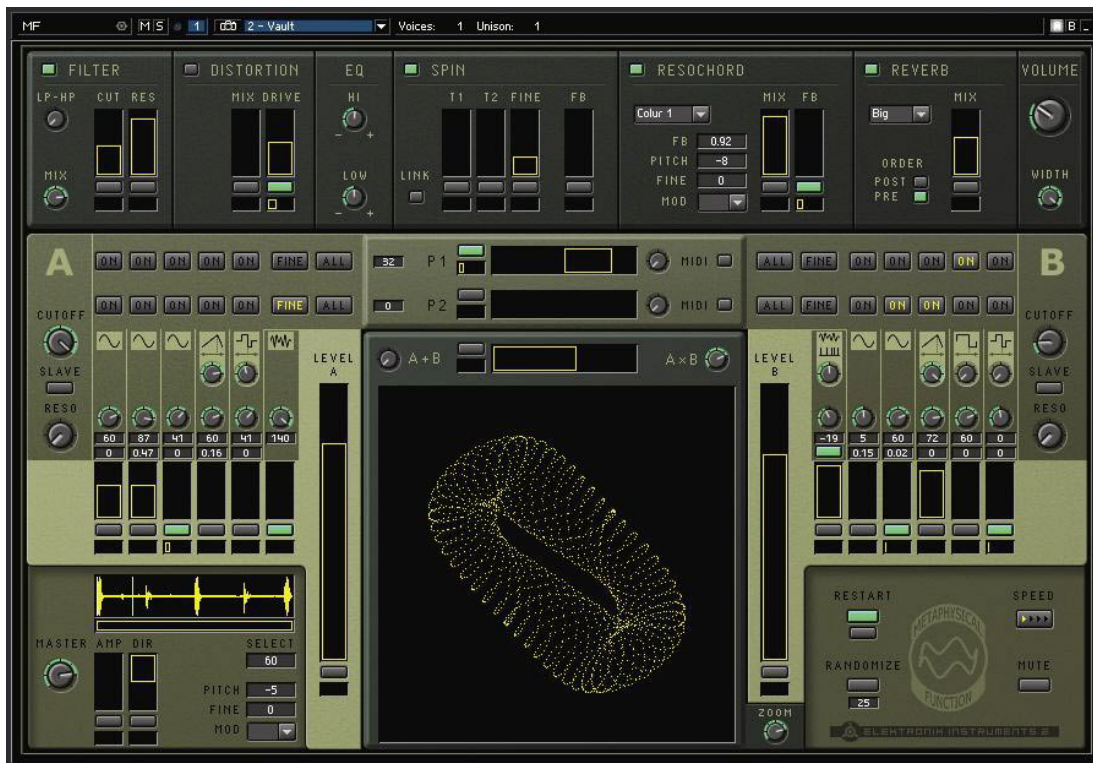 MF M S 1 2 - Vault Voices: 1 Unison: 1 B
FILTER DISTORTION EQ SPIN RESOCHORD REVERB VOLUME
LP-HP CUT RES MIX DRIVE HI T1 T2 FINE FB Colur 1 MIX FB Big MIX
FB 0.92
PITCH -8
ORDER
MIX LOW LINK FINE 0 POST WIDTH
MOD PRE
A ON ON ON ON ON FINE ALL 32 P1 MIDI ALL FINE ON ON ON ON ON B
ON ON ON ON ON FINE ALL 0 P2 MIDI ALL FINE ON ON ON ON ON
CUTOFF CUTOFF
LEVEL A A+B A×B LEVEL B
SLAVE SLAVE
RESO RESO
60 87 41 60 41 140 -19 5 60 72 60 0
0 0.47 0 0.16 0 0.15 0.02 0 0 0
RESTART SPEED
METAPHYSICAL
MASTER AMP DIR SELECT
60
RANDOMIZE MUTE
PITCH -5
FUNCTION
25
FINE 0
ZOOM
MOD
ELEKTRONIK INSTRUMENTS 2